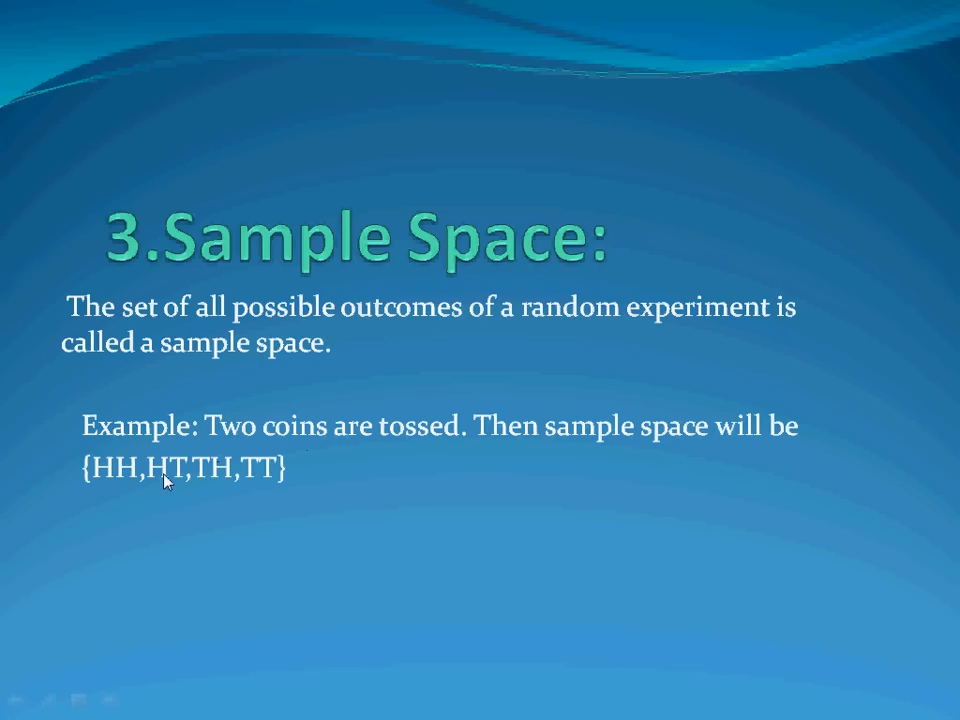 3.Sample Space:
The set of all possible outcomes of a random experiment is
called a sample space.
Example: Two coins are tossed. Then sample space will be
{HH,HT,TH,TT}